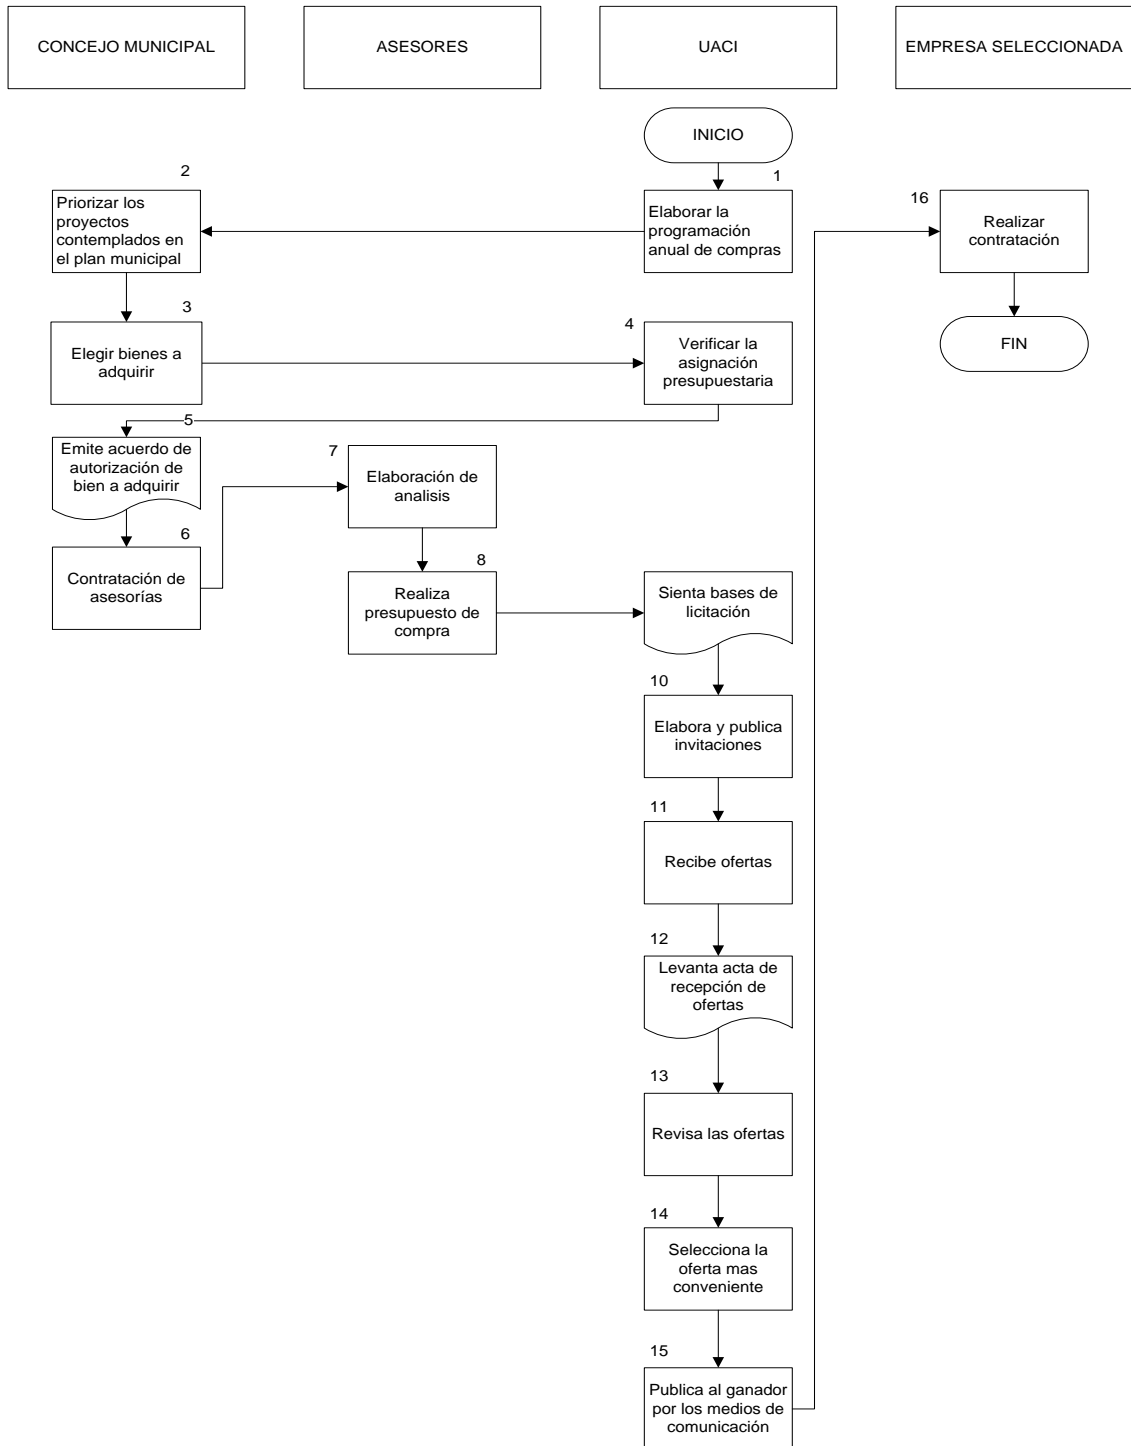 CONCEJO MUNICIPAL
ASESORES
UACI
EMPRESA SELECCIONADA
INICIO
1
Elaborar la
programación
anual de compras
2
Priorizar los
proyectos
contemplados en
el plan municipal
16
Realizar
contratación
FIN
3
Elegir bienes a
adquirir
4
Verificar la
asignación
presupuestaria
5
Emite acuerdo de
autorización de
bien a adquirir
6
Contratación de
asesorías
7
Elaboración de
analisis
8
Realiza
presupuesto de
compra
Sienta bases de
licitación
10
Elabora y publica
invitaciones
11
Recibe ofertas
12
Levanta acta de
recepción de
ofertas
13
Revisa las ofertas
14
Selecciona la
oferta mas
conveniente
15
Publica al ganador
por los medios de
comunicación